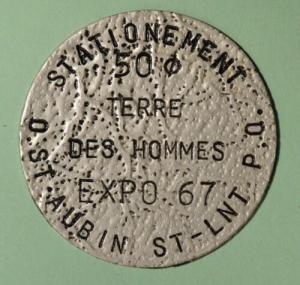 STATIONEMENT
50 ¢
TERRE
DES HOMMES
EXPO 67
O.ST.AUBIN ST-LNT P.Q.